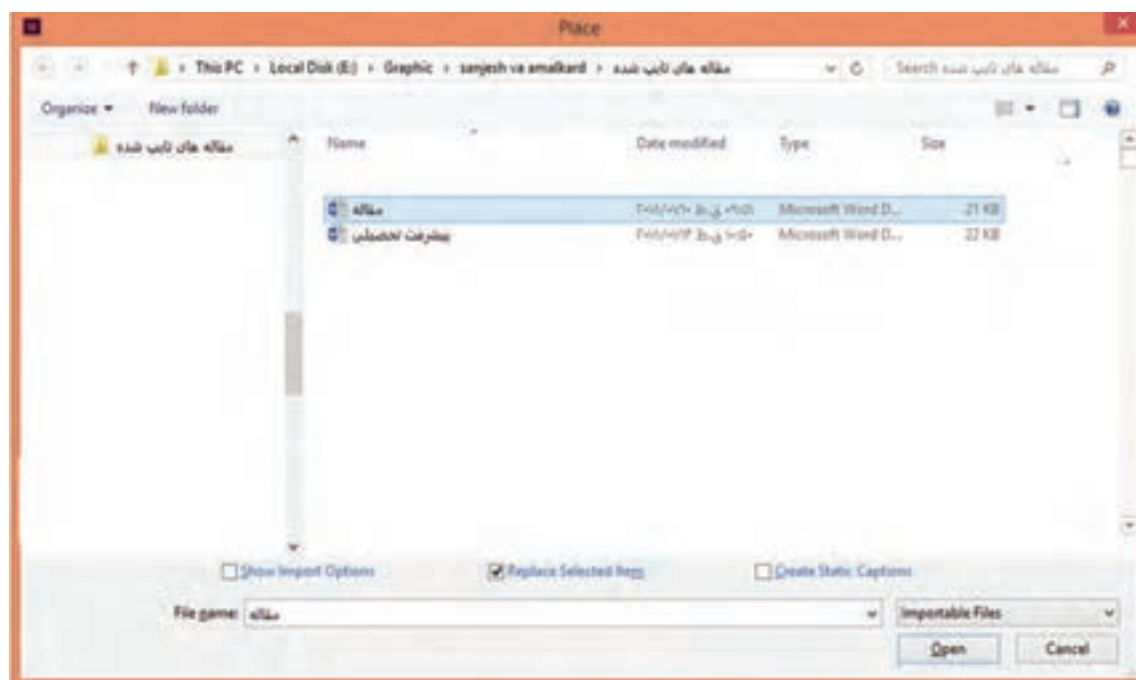 Place
This PC Local Disk (E:) Graphic sanjesh va amalkard مقاله های تایپ شده
Search مقاله های تایپ شده
Organize New folder
مقاله های تایپ شده
Name Date modified Type Size
مقاله Microsoft Word D... 21 KB
پیشرفت تحصیلی Microsoft Word D... 22 KB
Show Import Options Replace Selected Item Create Static Captions
File name: مقاله Importable Files
Open Cancel